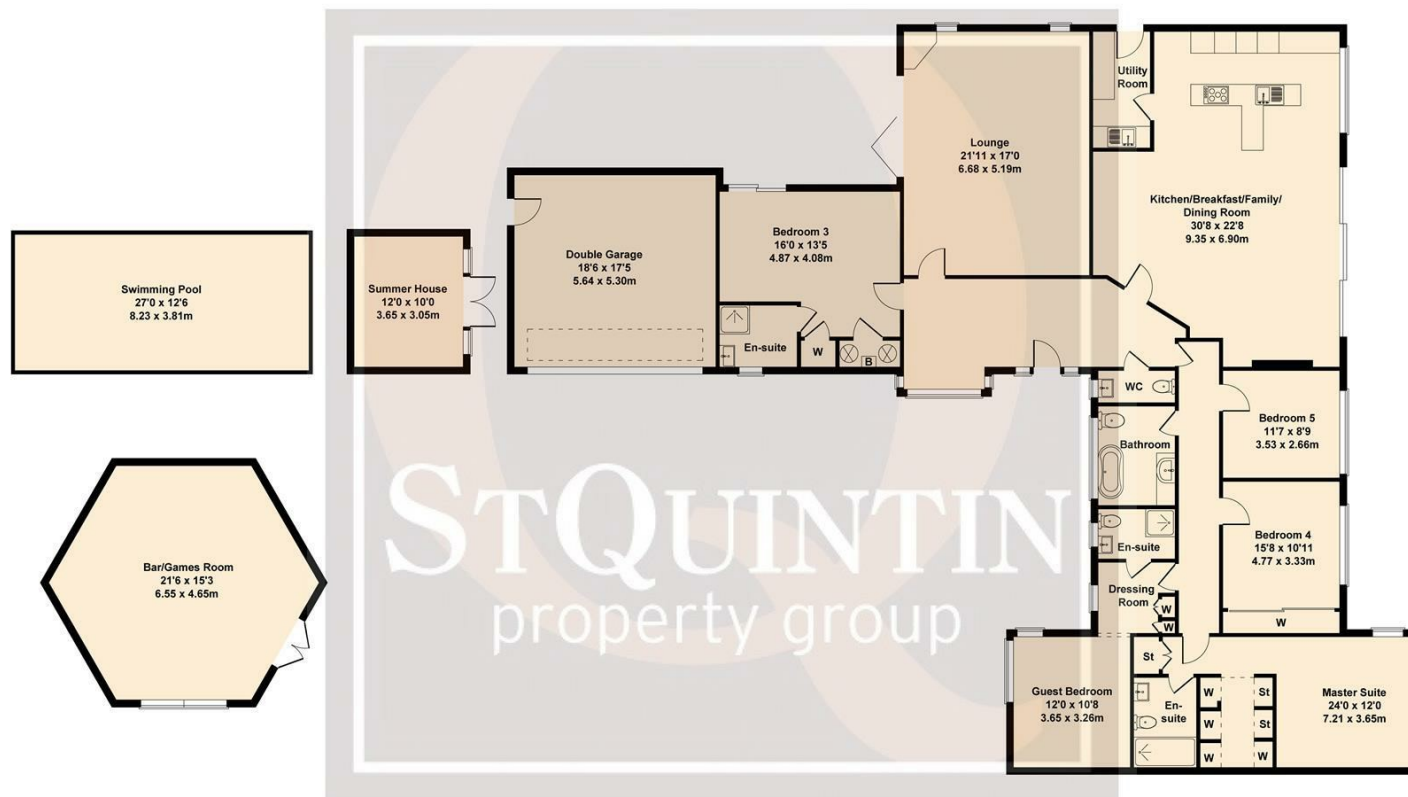 Swimming Pool
27'0 x 12'6
8.23 x 3.81m
Bar/Games Room
21'6 x 15'3
6.55 x 4.65m
Summer House
12'0 x 10'0
3.65 x 3.05m
Double Garage
18'6 x 17'5
5.64 x 5.30m
Bedroom 3
16'0 x 13'5
4.87 x 4.08m
En-suite
W
B
Lounge
21'11 x 17'0
6.68 x 5.19m
Utility
Room
Kitchen/Breakfast/Family/
Dining Room
30'8 x 22'8
9.35 x 6.90m
WC
Bathroom
En-suite
Dressing
Room
W
W
Bedroom 5
11'7 x 8'9
3.53 x 2.66m
Bedroom 4
15'8 x 10'11
4.77 x 3.33m
W
Guest Bedroom
12'0 x 10'8
3.65 x 3.26m
St
En-
suite
W
St
W
St
W
W
Master Suite
24'0 x 12'0
7.21 x 3.65m
STQUINTIN
property group